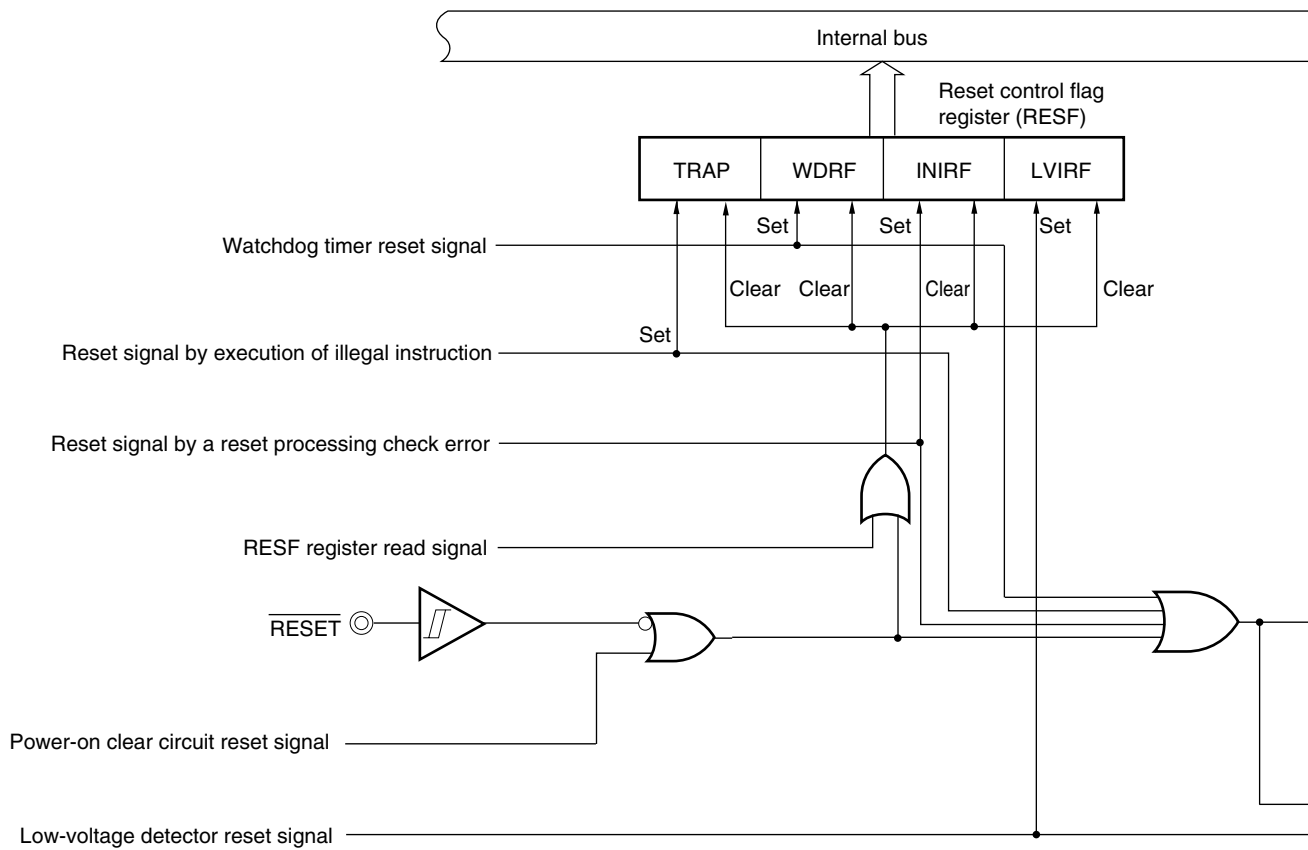 Internal bus
Reset control flag
register (RESF)
TRAP WDRF INIRF LVIRF
Set Set Set
Watchdog timer reset signal
Clear Clear Clear Clear
Set
Reset signal by execution of illegal instruction
Reset signal by a reset processing check error
RESF register read signal
RESET
Power-on clear circuit reset signal
Low-voltage detector reset signal